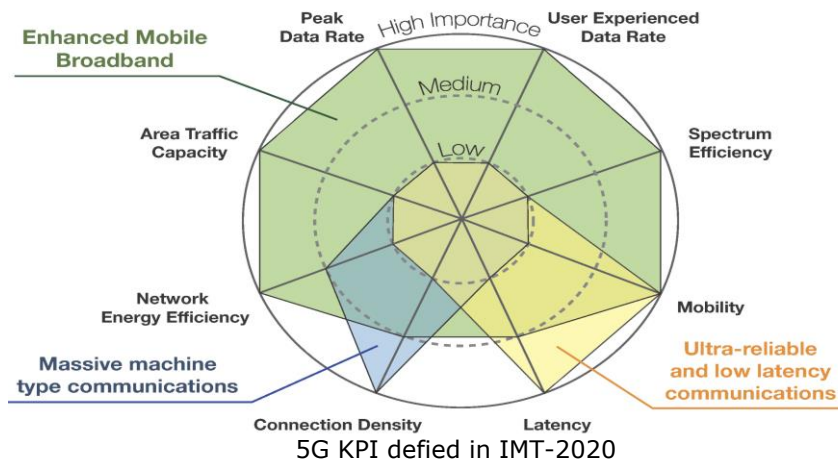 Peak
Data Rate
High Importance
User Experienced
Data Rate
Enhanced Mobile
Broadband
Medium
Area Traffic
Capacity
Low
Spectrum
Efficiency
Network
Energy Efficiency
Mobility
Massive machine
type communications
Ultra-reliable
and low latency
communications
Connection Density
Latency
5G KPI defied in IMT-2020